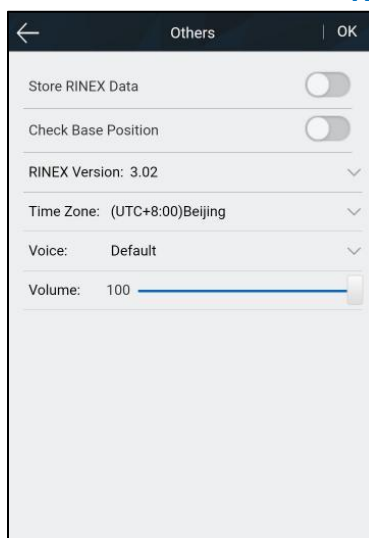 Others | OK
Store RINEX Data
Check Base Position
RINEX Version: 3.02
Time Zone: (UTC+8:00)Beijing
Voice: Default
Volume: 100